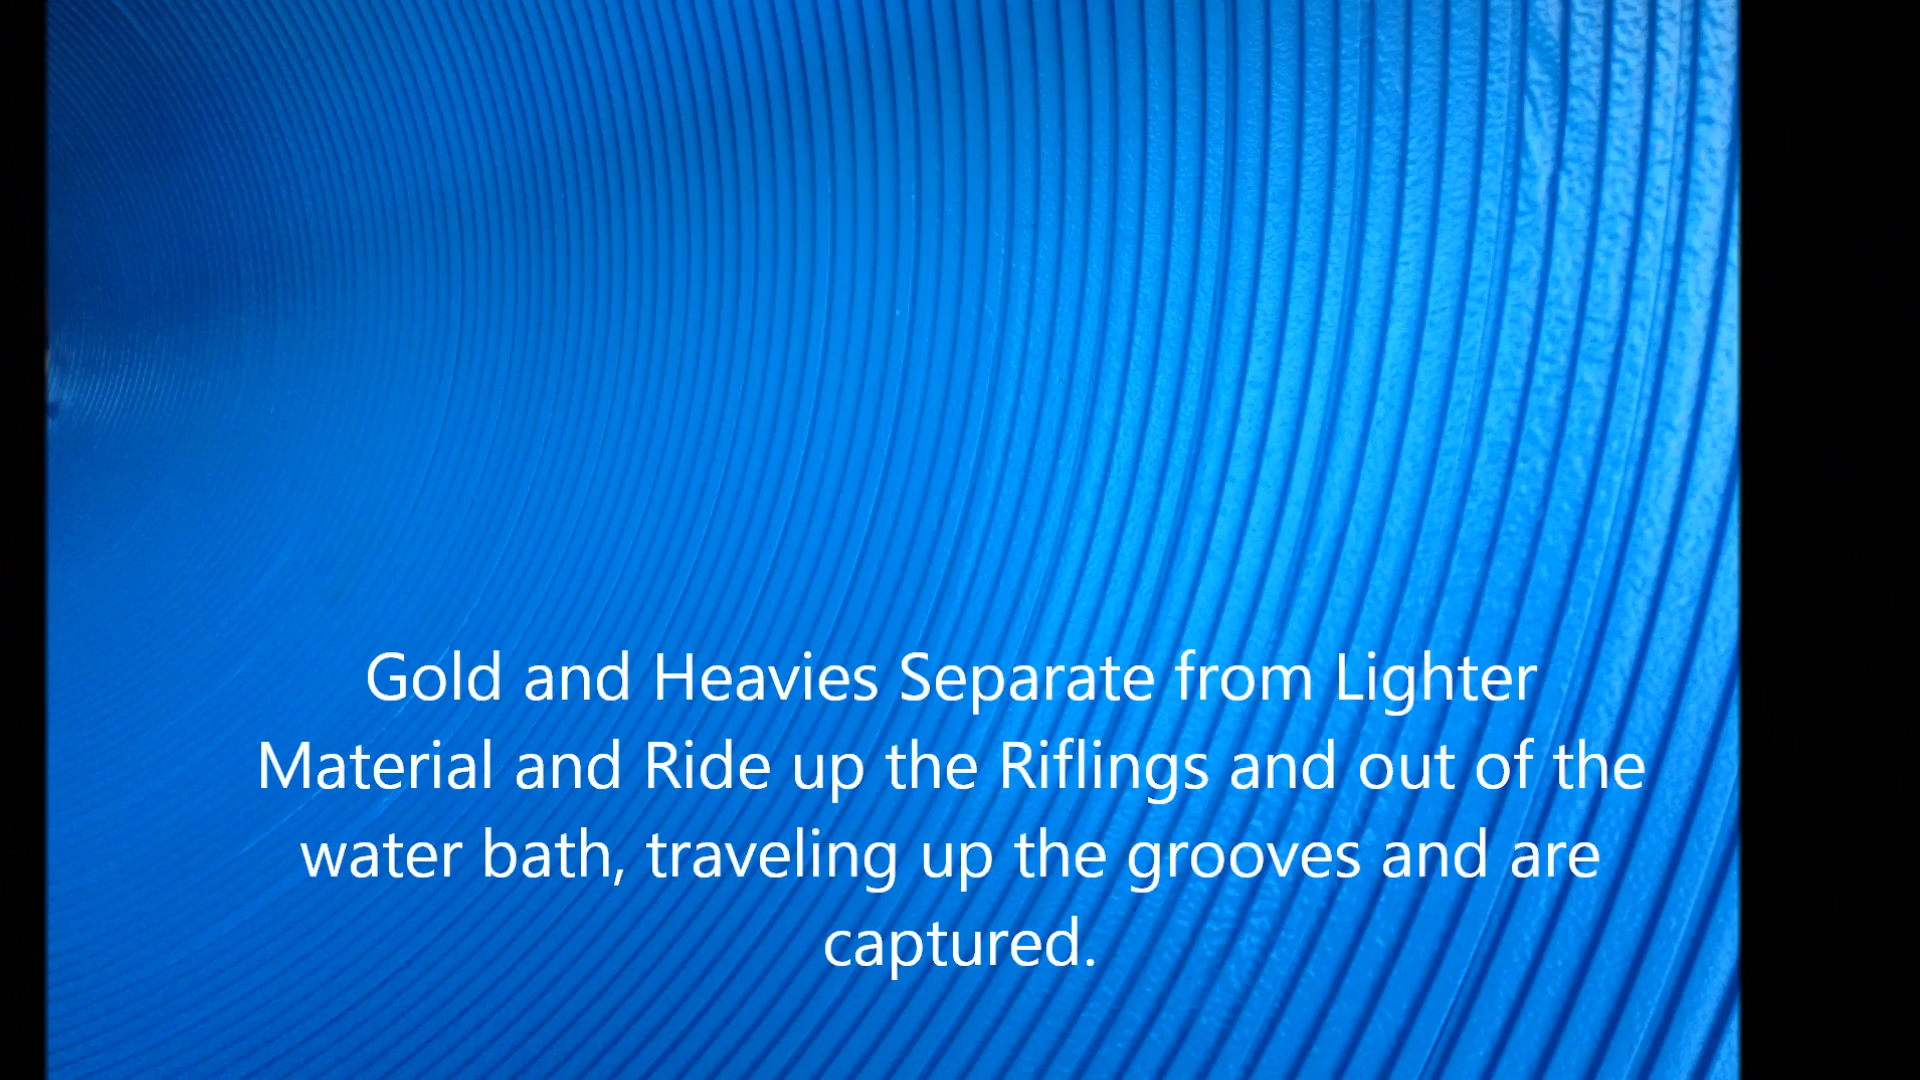 Gold and Heavies Separate from Lighter
Material and Ride up the Riflings and out of the
water bath, traveling up the grooves and are
captured.